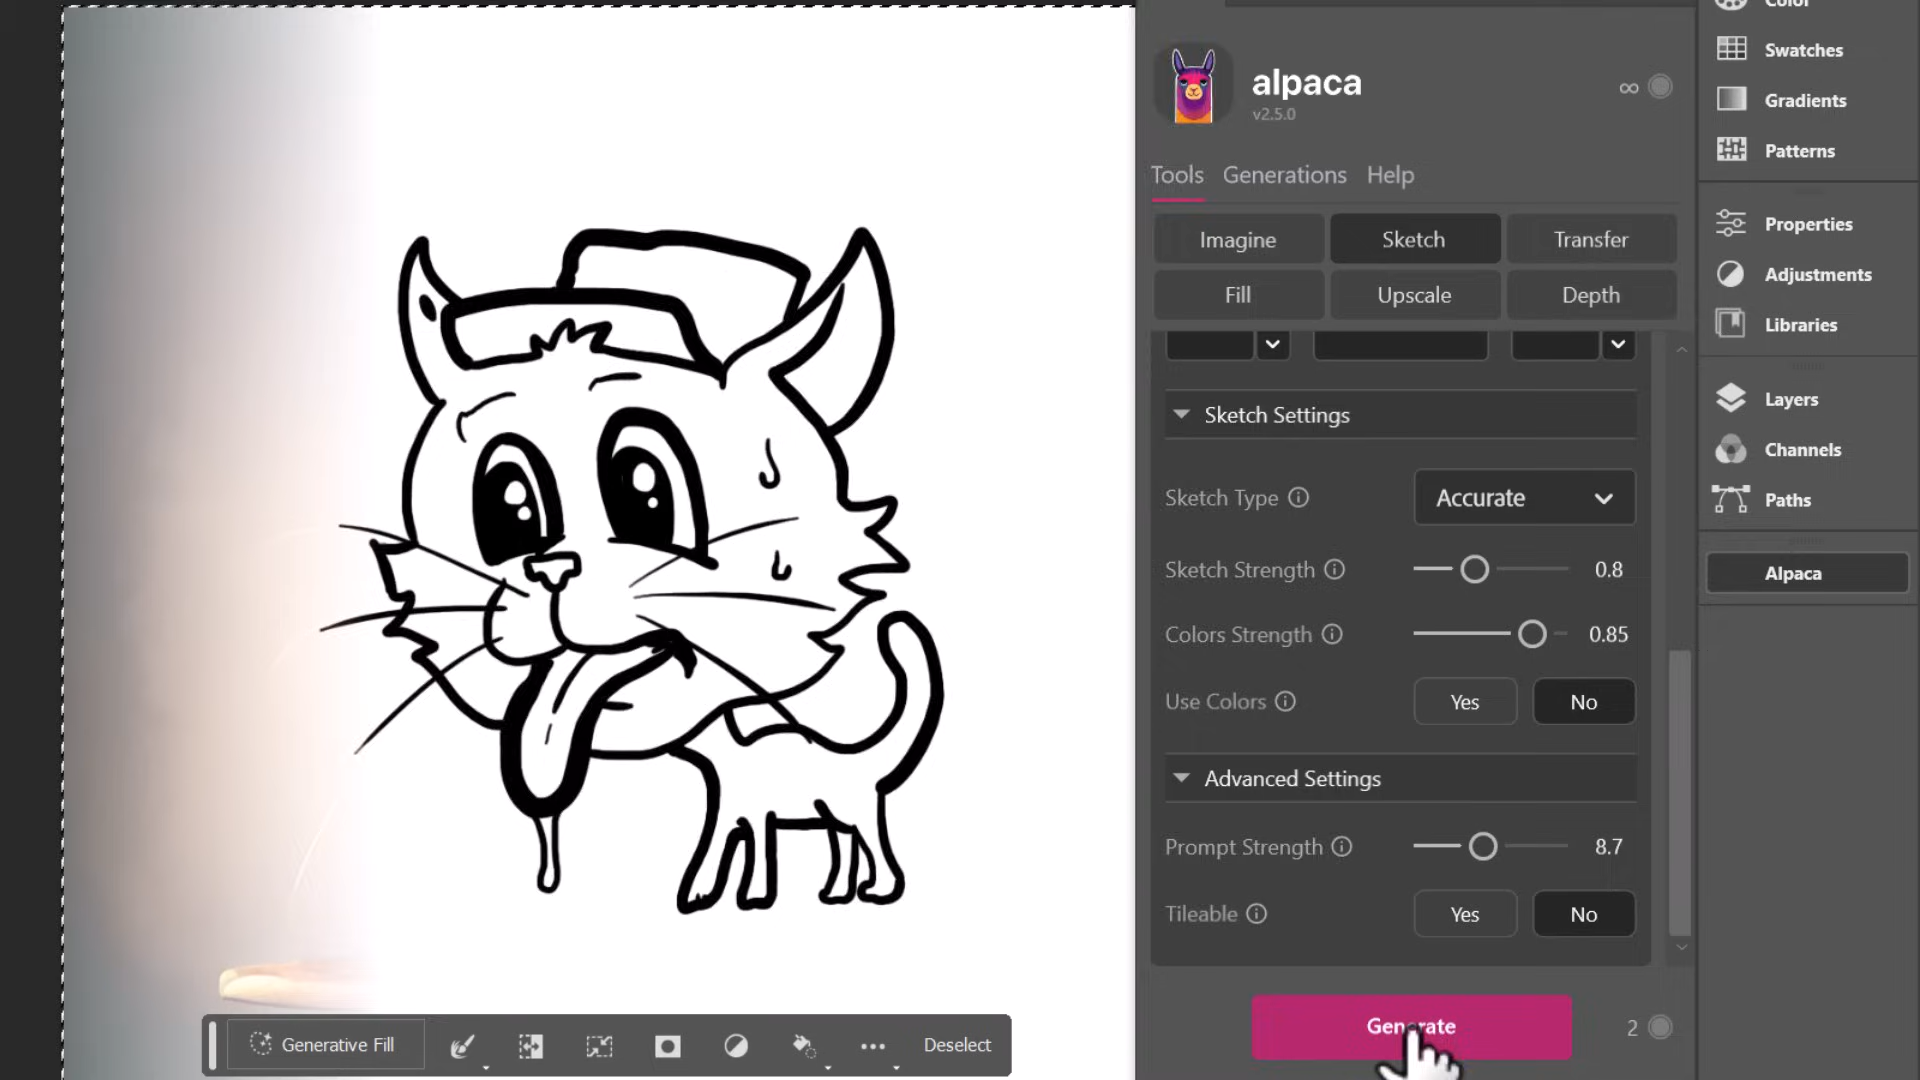 Color
alpaca
v2.5.0
∞
Swatches
Gradients
Patterns
Tools Generations Help
Imagine Sketch Transfer
Fill Upscale Depth
Properties
Adjustments
Libraries
Sketch Settings
Layers
Channels
Paths
Sketch Type Accurate
Sketch Strength 0.8
Alpaca
Colors Strength 0.85
Use Colors Yes No
Advanced Settings
Prompt Strength 8.7
Tileable Yes No
Generate 2
Generative Fill Deselect